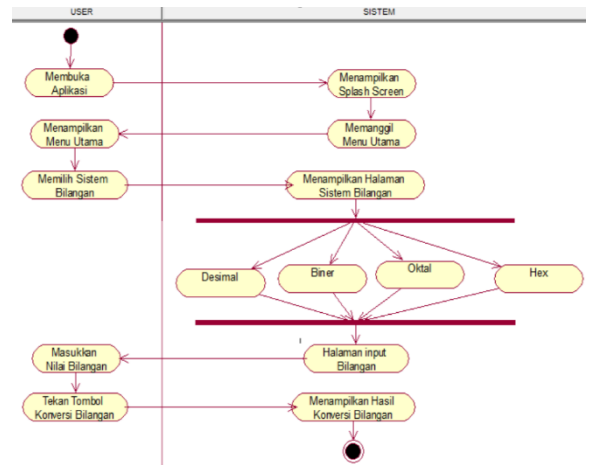 USER
SISTEM
Membuka
Aplikasi
Menampilkan
Splash Screen
Menampilkan
Menu Utama
Memanggil
Menu Utama
Memilih Sistem
Bilangan
Menampilkan Halaman
Sistem Bilangan
Desimal
Biner
Oktal
Hex
Masukkan
Nilai Bilangan
Halaman input
Bilangan
Tekan Tombol
Konversi Bilangan
Menampilkan Hasil
Konversi Bilangan